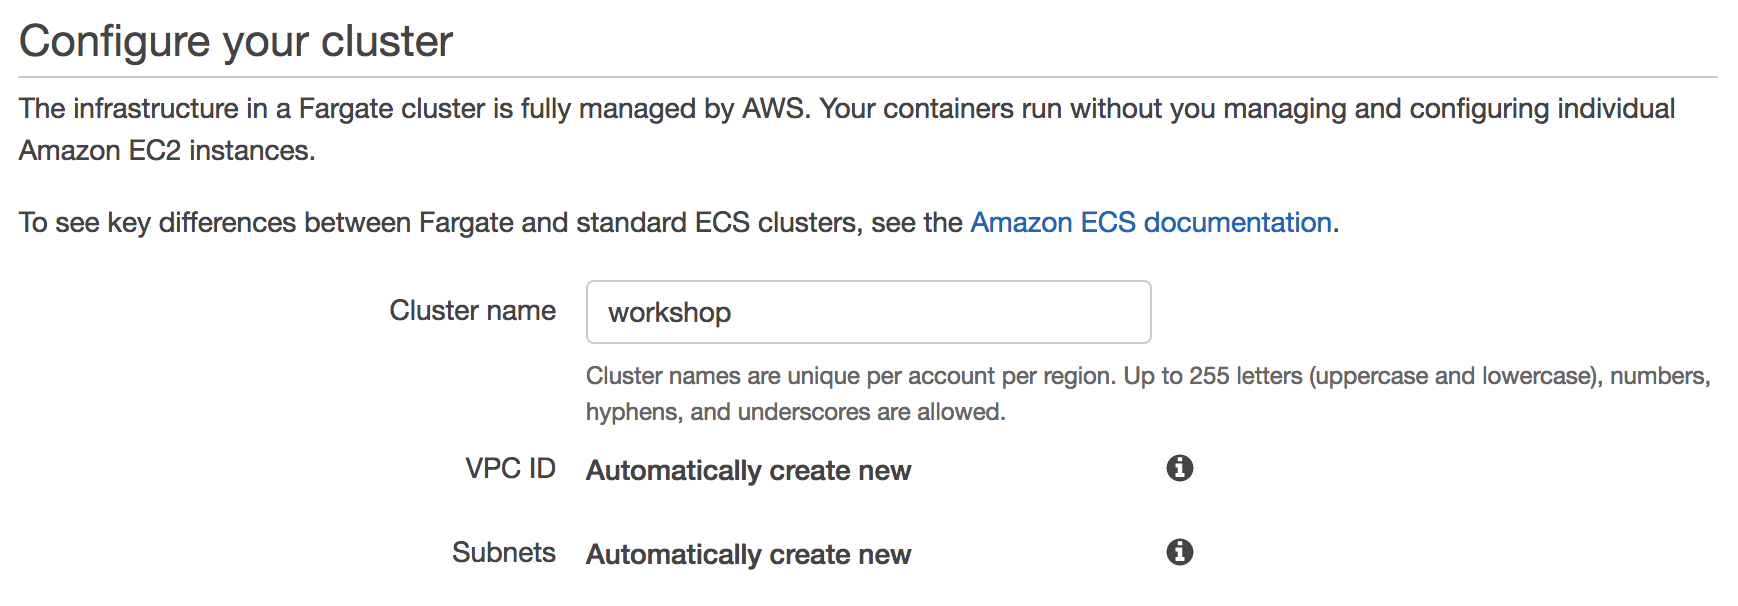 Configure your cluster
The infrastructure in a Fargate cluster is fully managed by AWS. Your containers run without you managing and configuring individual
Amazon EC2 instances.
To see key differences between Fargate and standard ECS clusters, see the Amazon ECS documentation.
Cluster name workshop
Cluster names are unique per account per region. Up to 255 letters (uppercase and lowercase), numbers,
hyphens, and underscores are allowed.
VPC ID Automatically create new
Subnets Automatically create new